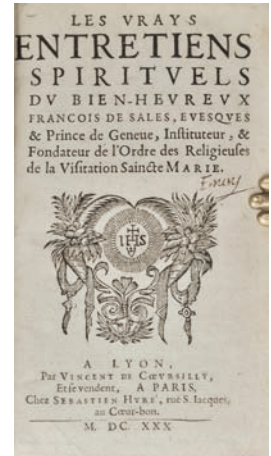 LES VRAYS
ENTRETIENS
SPIRITVELS
DV BIEN-HEVREVX
FRANCOIS DE SALES, EVESQVES
& Prince de Geneue, Instituteur, &
Fondateur de l'Ordre des Religieuses
de la Visitation Saincte MARIE.
IHS
A LYON,
Par VINCENT DE CŒVRSILLY,
Et se vendent, A PARIS,
Chez SEBASTIEN HVRE', ruë S. Iacques,
au Cœur-bon.
M. DC. XXX